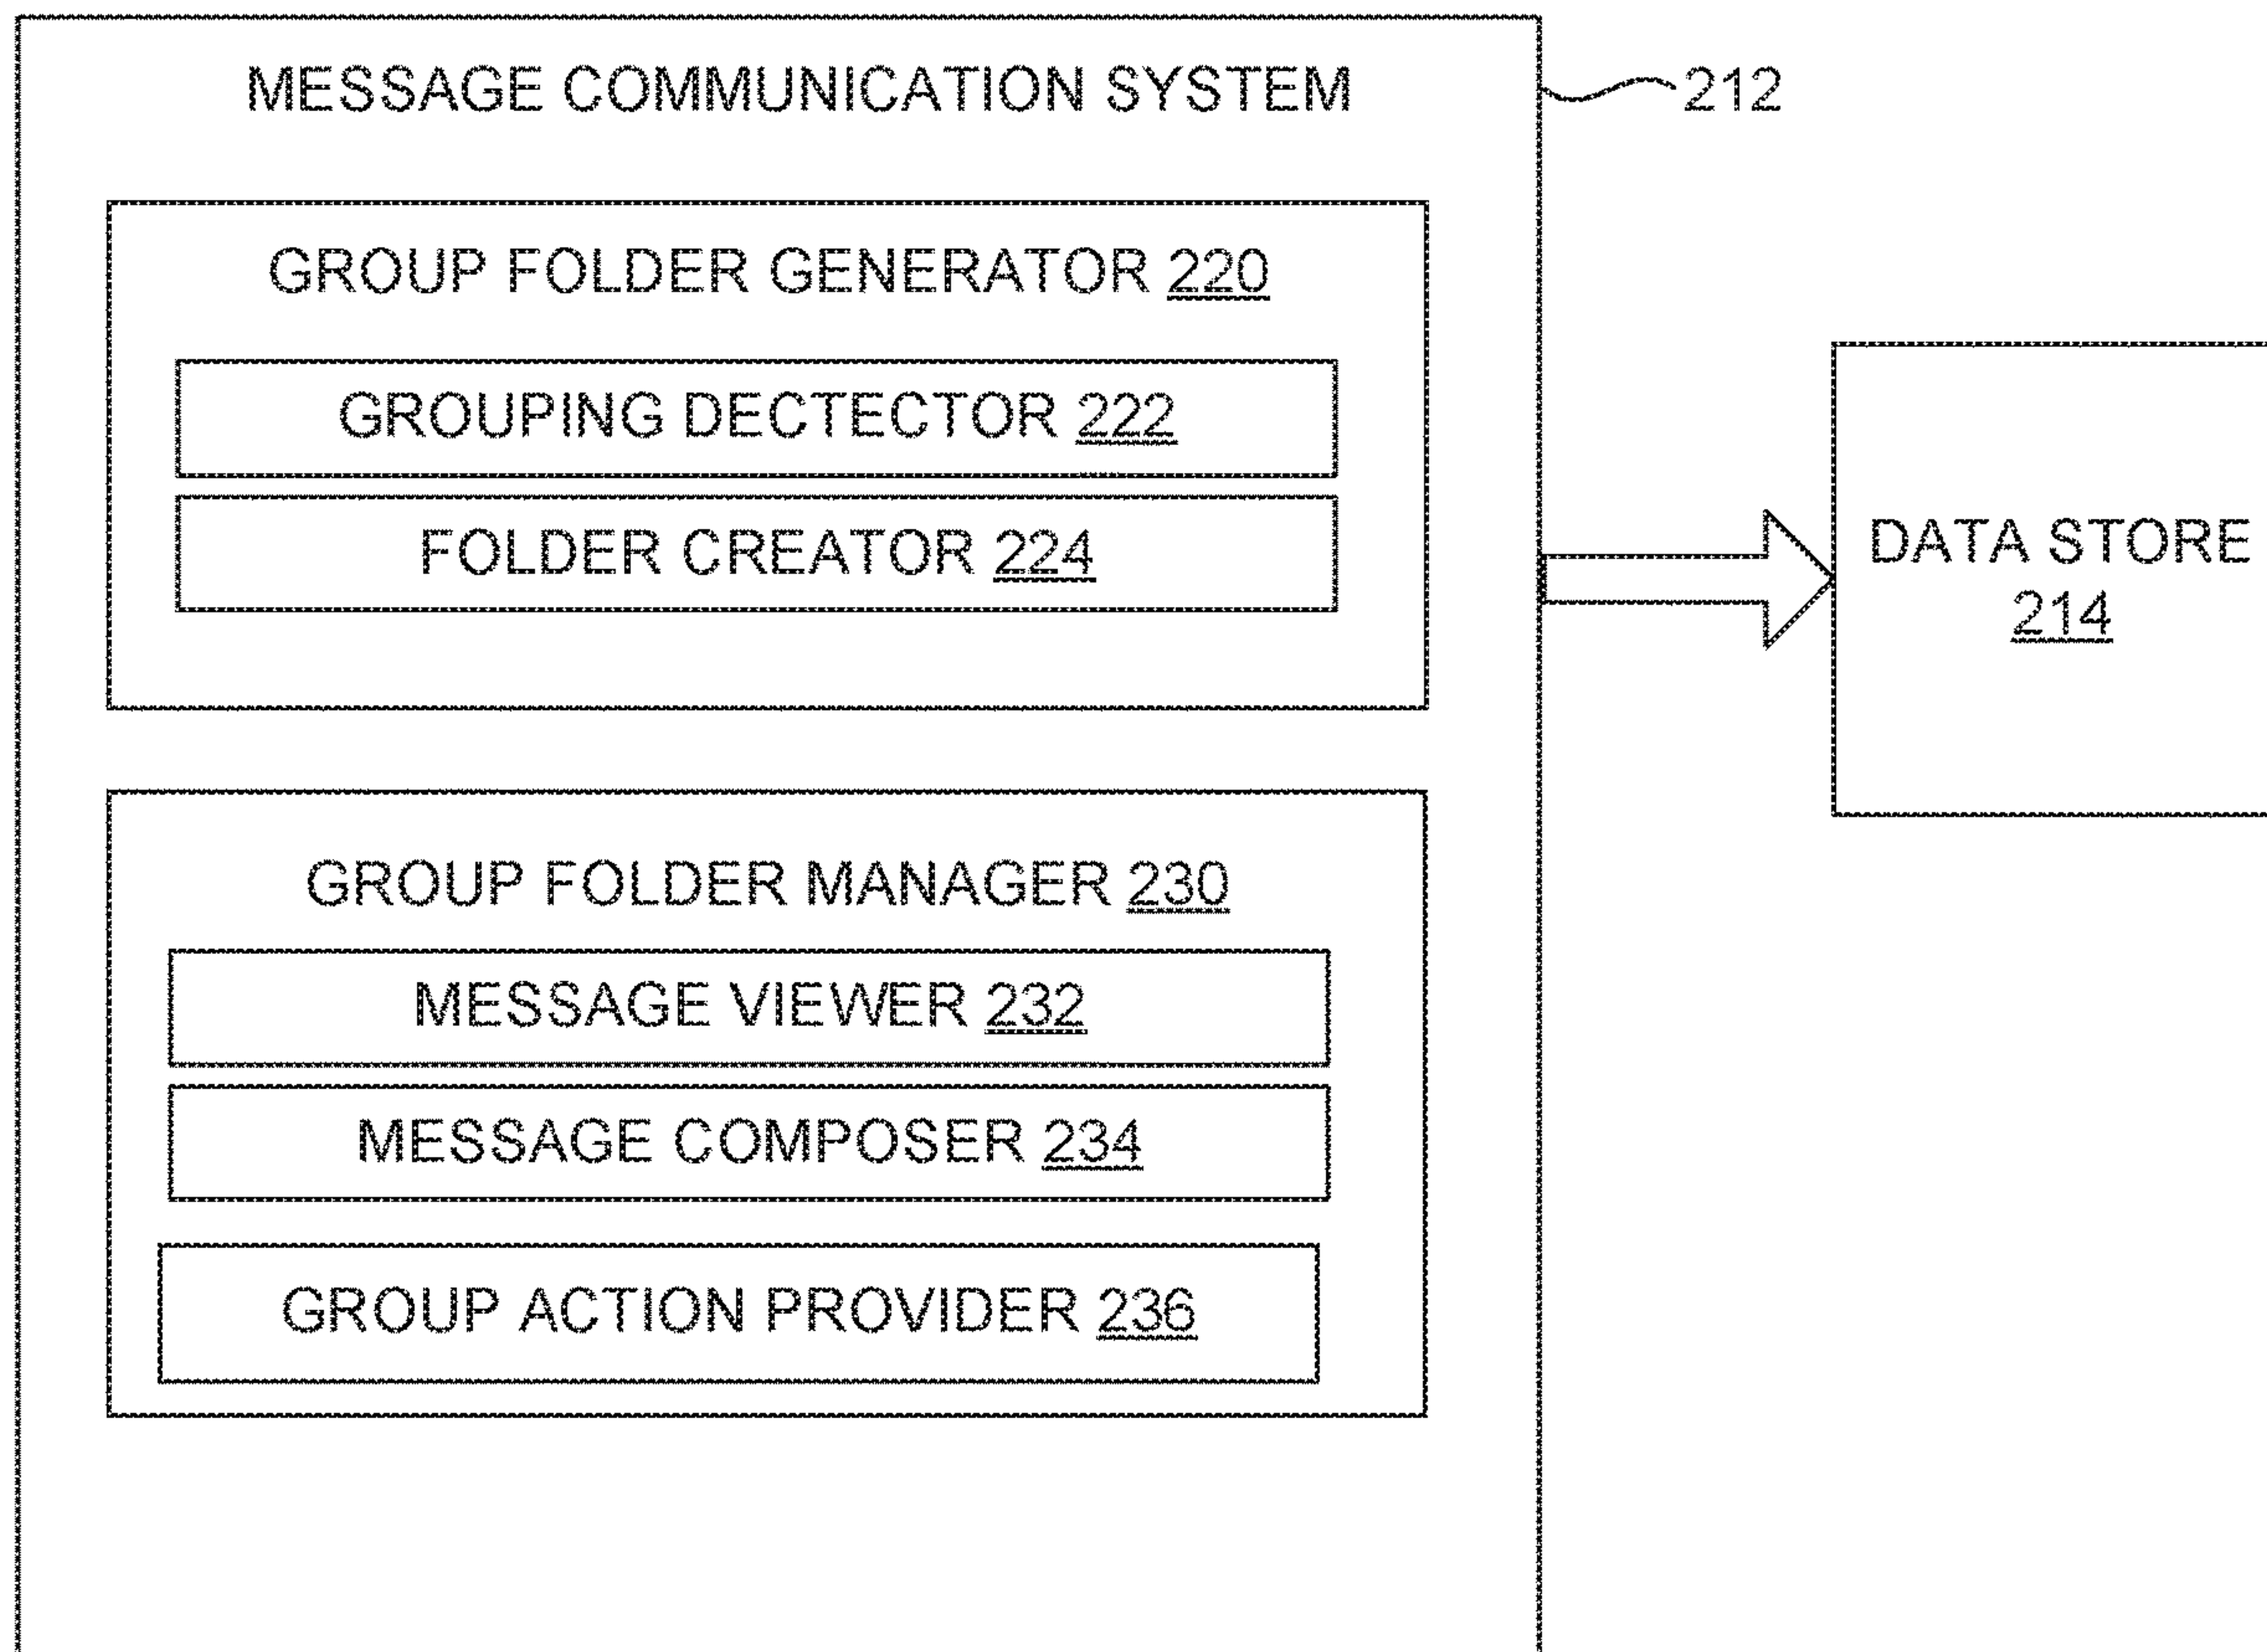 MESSAGE COMMUNICATION SYSTEM
212
GROUP FOLDER GENERATOR 220
GROUPING DECTECTOR 222
FOLDER CREATOR 224
DATA STORE
214
GROUP FOLDER MANAGER 230
MESSAGE VIEWER 232
MESSAGE COMPOSER 234
GROUP ACTION PROVIDER 236